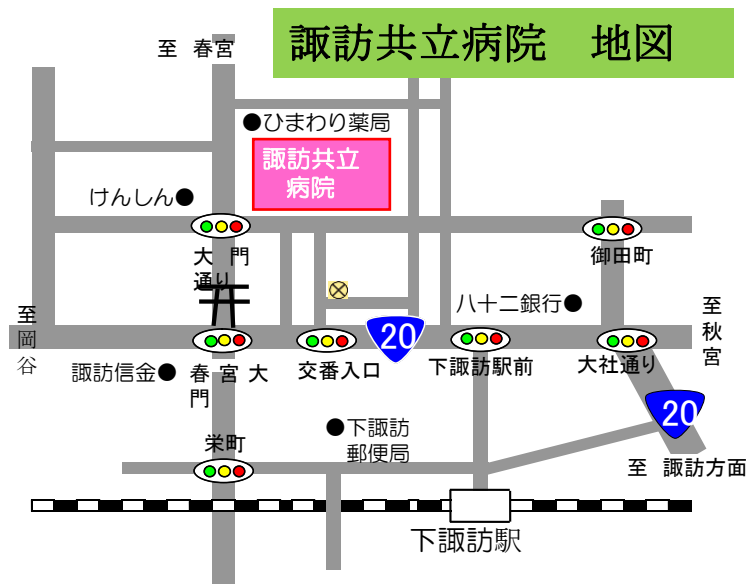 諏訪共立病院　地図
至 春宮
●ひまわり薬局
諏訪共立
病院
けんしん●
大 門
通り
御田町
八十二銀行●
至
岡
谷
至
秋
宮
20
諏訪信金●
春 宮 大
門
交番入口
下諏訪駅前
大社通り
20
栄町
●下諏訪
郵便局
至 諏訪方面
下諏訪駅